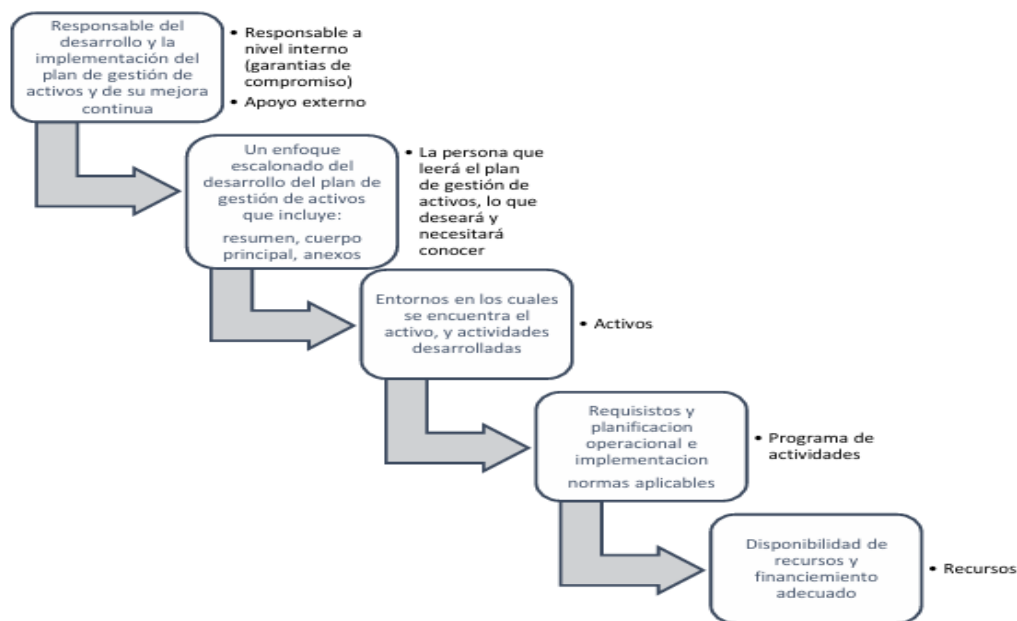 Responsable del
desarrollo y la
implementación del
plan de gestión de
activos y de su mejora
continua
• Responsable a
nivel interno
(garantias de
compromiso)
• Apoyo externo
Un enfoque
escalonado del
desarrollo del plan de
gestión de activos
que incluye:
resumen, cuerpo
principal, anexos
• La persona que
leerá el plan
de gestión de
activos, lo que
deseará y
necesitará
conocer
Entornos en los cuales
se encuentra el
activo, y actividades
desarrolladas
• Activos
Requisistos y
planificacion
operacional e
implementacion
normas aplicables
• Programa de
actividades
Disponibilidad de
recursos y
financiemiento
adecuado
• Recursos